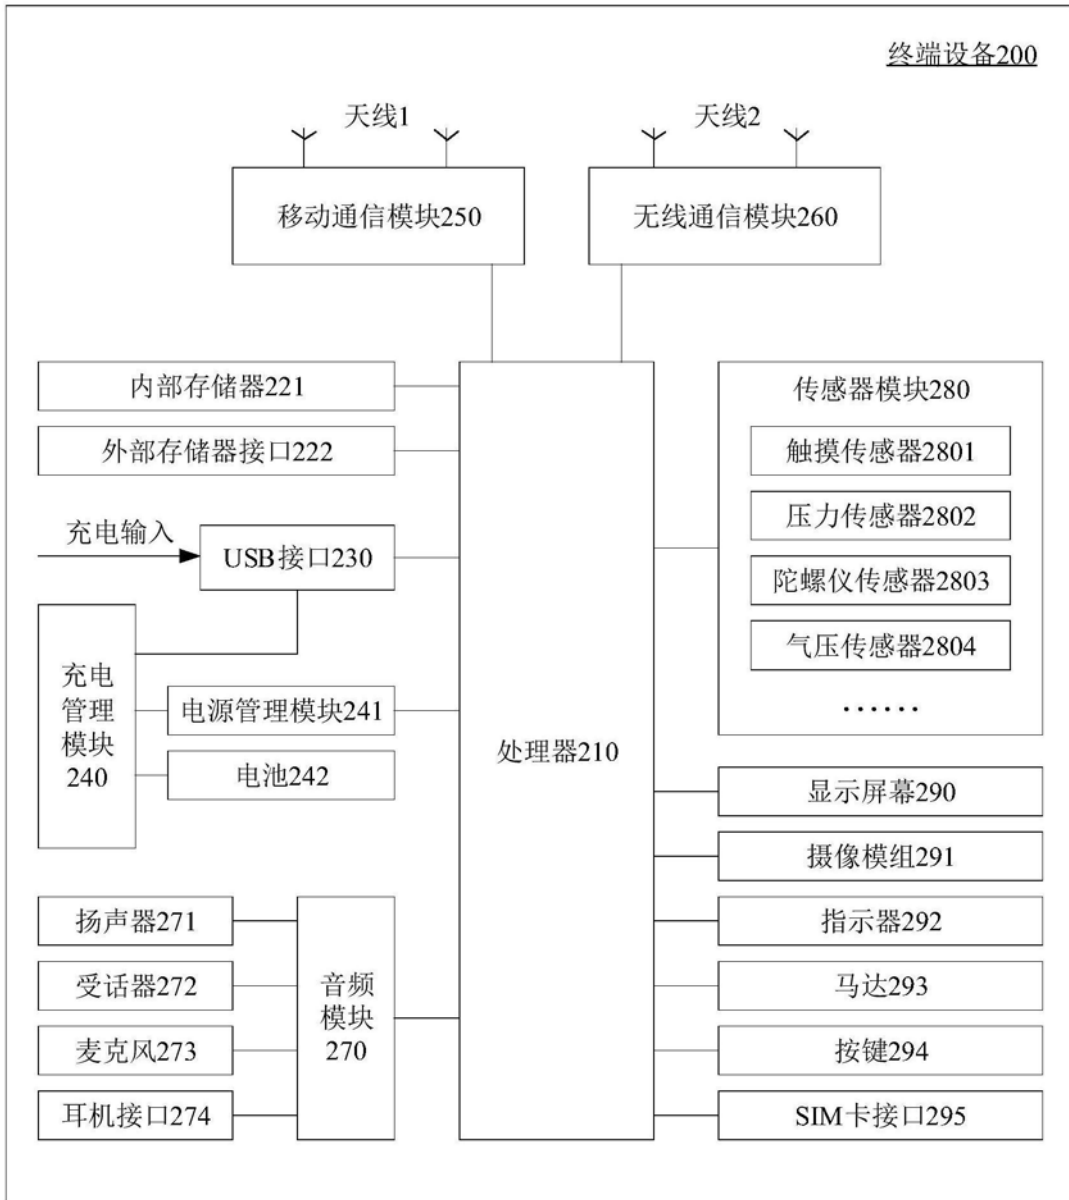 终端设备200
天线1
天线2
移动通信模块250
无线通信模块260
内部存储器221
外部存储器接口222
充电输入
USB接口230
充电
管理
模块
240
电源管理模块241
电池242
扬声器271
受话器272
麦克风273
耳机接口274
音频
模块
270
处理器210
传感器模块280
触摸传感器2801
压力传感器2802
陀螺仪传感器2803
气压传感器2804
......
显示屏幕290
摄像模组291
指示器292
马达293
按键294
SIM卡接口295